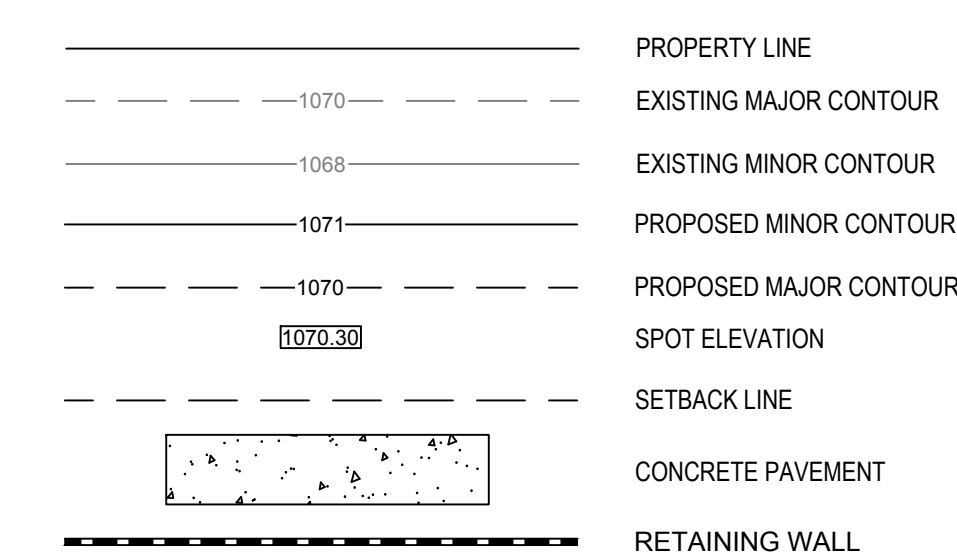 PROPERTY LINE
1070 EXISTING MAJOR CONTOUR
1068 EXISTING MINOR CONTOUR
1071 PROPOSED MINOR CONTOUR
1070 PROPOSED MAJOR CONTOUR
1070.30 SPOT ELEVATION
SETBACK LINE
CONCRETE PAVEMENT
RETAINING WALL